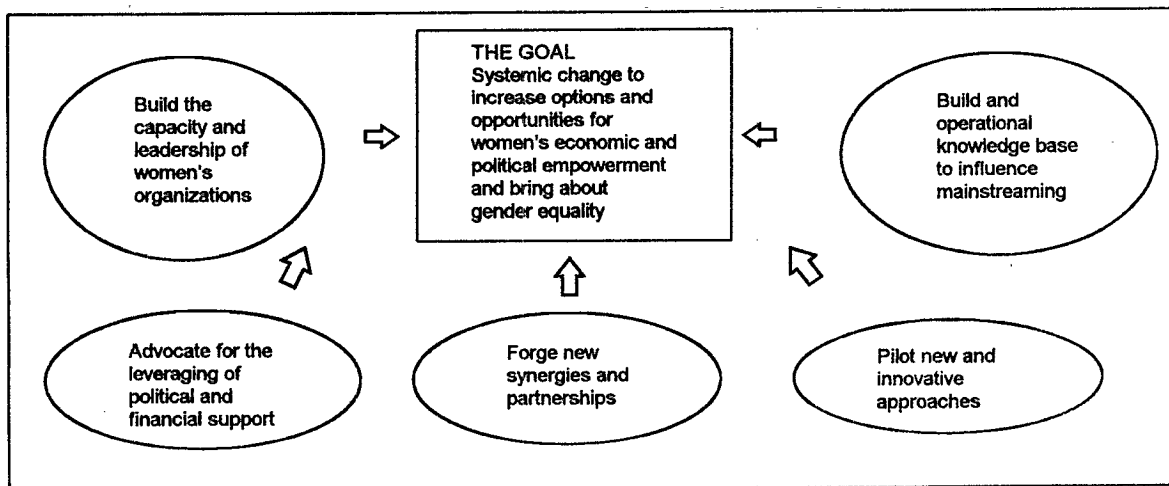 Build the
capacity and
leadership of
women's
organizations
THE GOAL
Systemic change to
increase options and
opportunities for
women's economic and
political empowerment
and bring about
gender equality
Build and
operational
knowledge base
to influence
mainstreaming
Advocate for the
leveraging of
political and
financial support
Forge new
synergies and
partnerships
Pilot new and
innovative
approaches